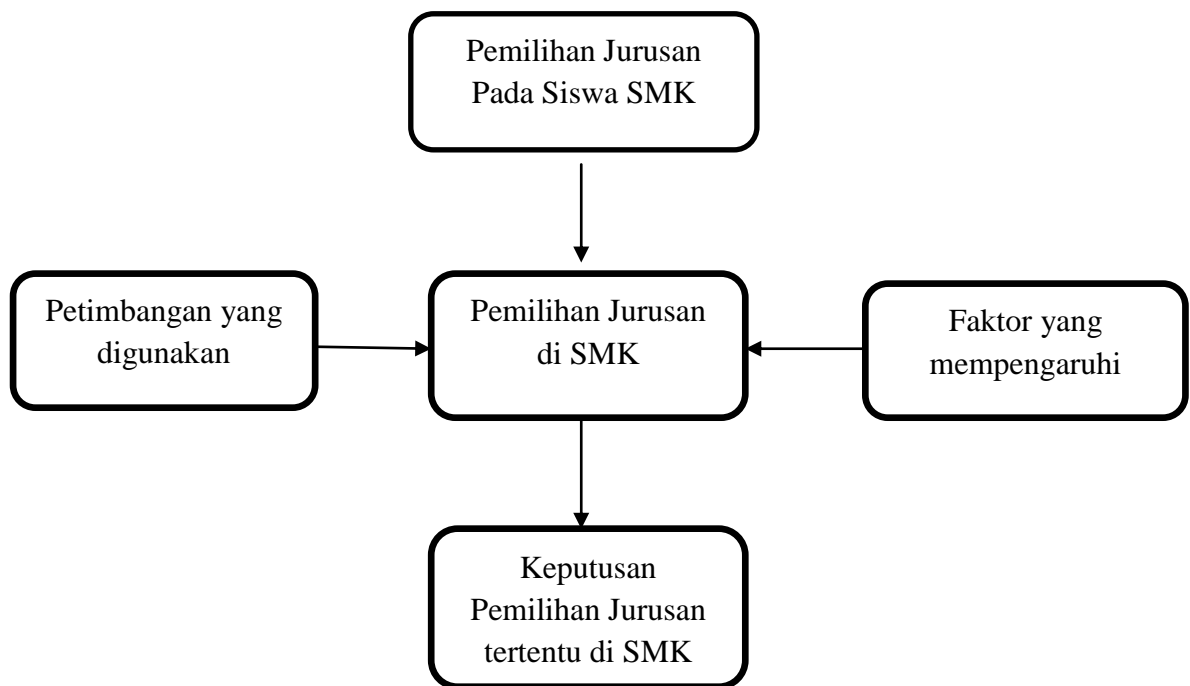 Pemilihan Jurusan
Pada Siswa SMK
Petimbangan yang
digunakan
Pemilihan Jurusan
di SMK
Faktor yang
mempengaruhi
Keputusan
Pemilihan Jurusan
tertentu di SMK